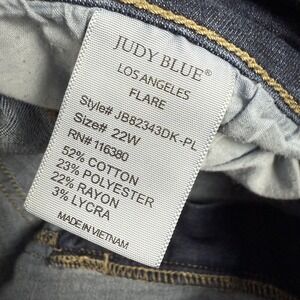 JUDY BLUE®
LOS ANGELES
FLARE
Style# JB82343DK-PL
Size# 22W
RN# 116380
52% COTTON
23% POLYESTER
22% RAYON
3% LYCRA
MADE IN VIETNAM